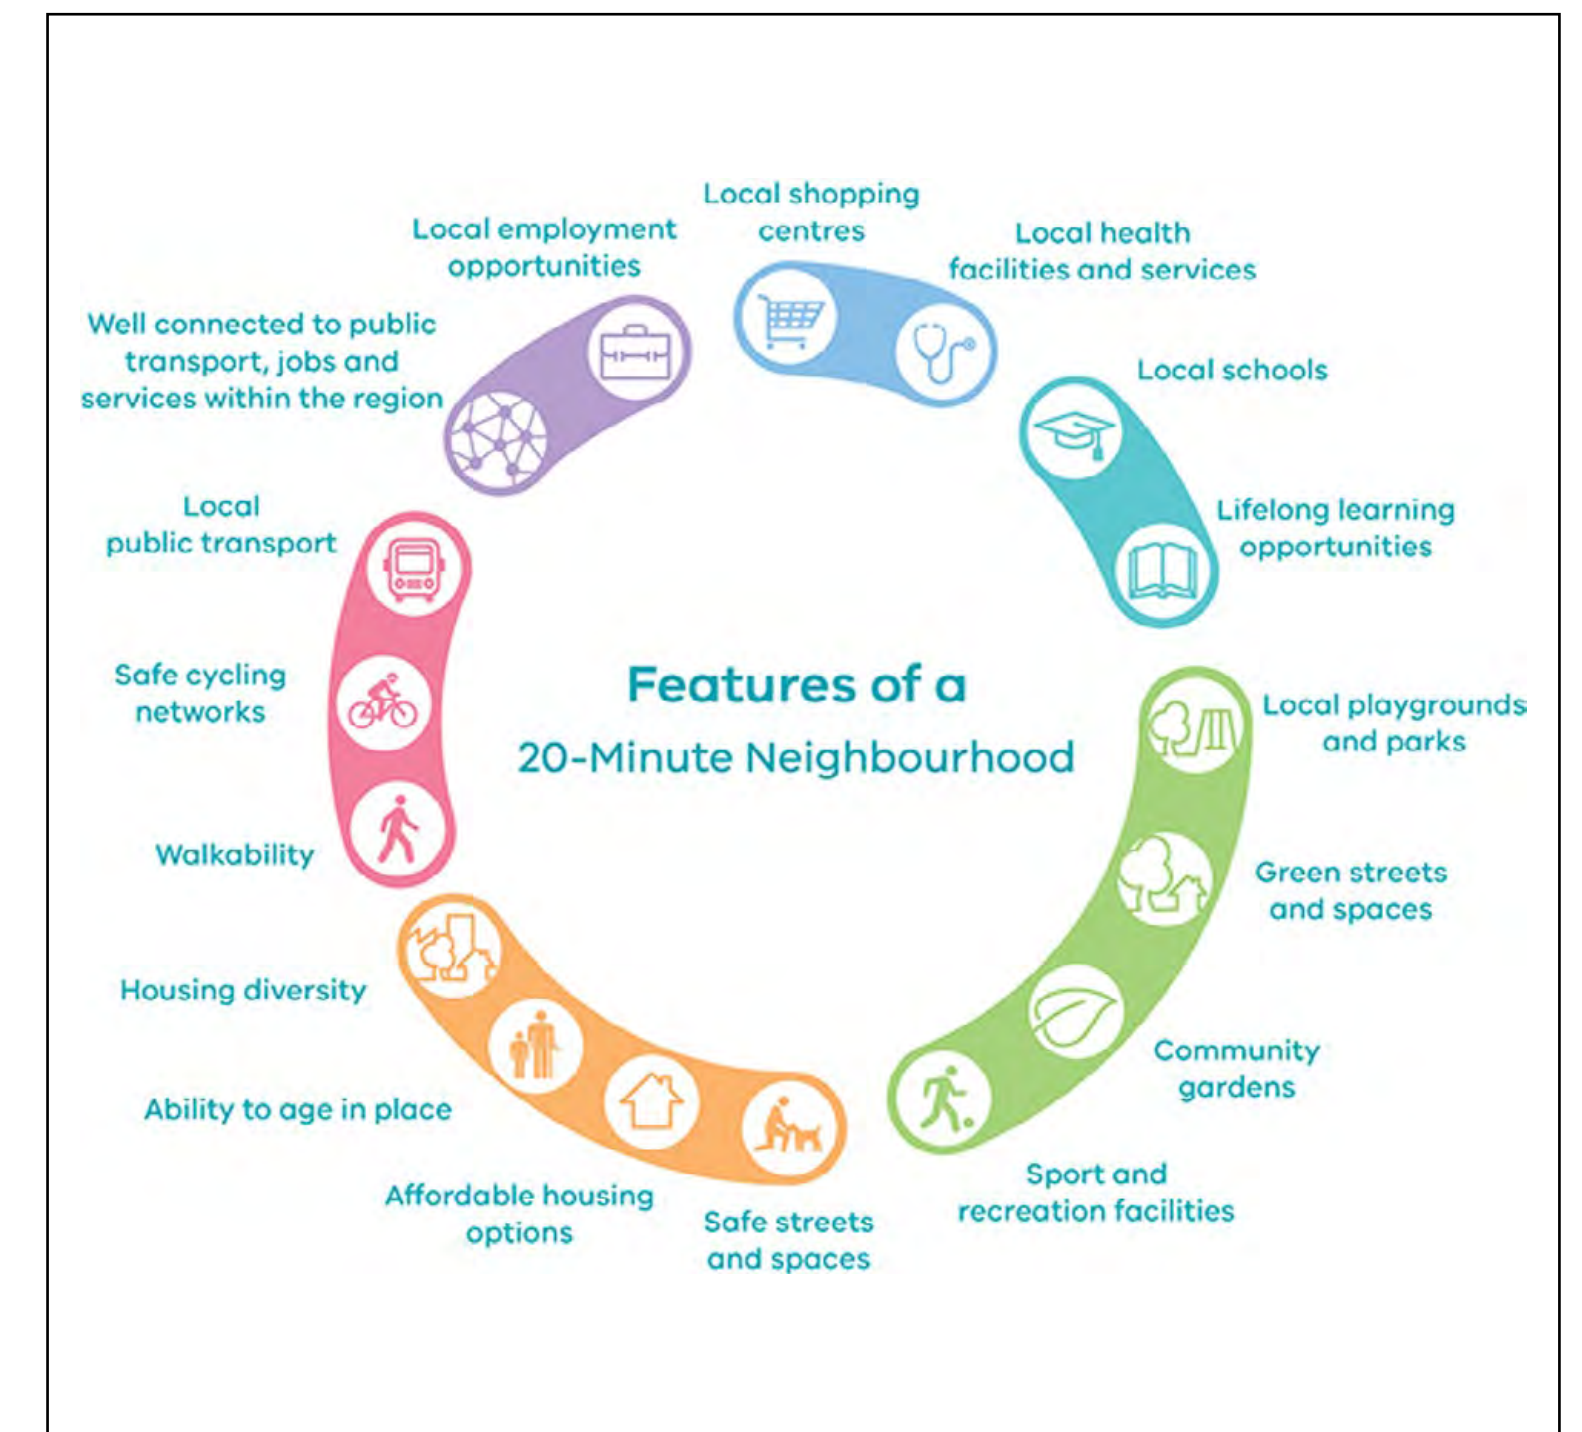 Features of a
20-Minute Neighbourhood
Local shopping
centres
Local health
facilities and services
Local schools
Lifelong learning
opportunities
Local playgrounds
and parks
Green streets
and spaces
Community
gardens
Sport and
recreation facilities
Safe streets
and spaces
Affordable housing
options
Ability to age in place
Housing diversity
Walkability
Safe cycling
networks
Local
public transport
Well connected to public
transport, jobs and
services within the region
Local employment
opportunities